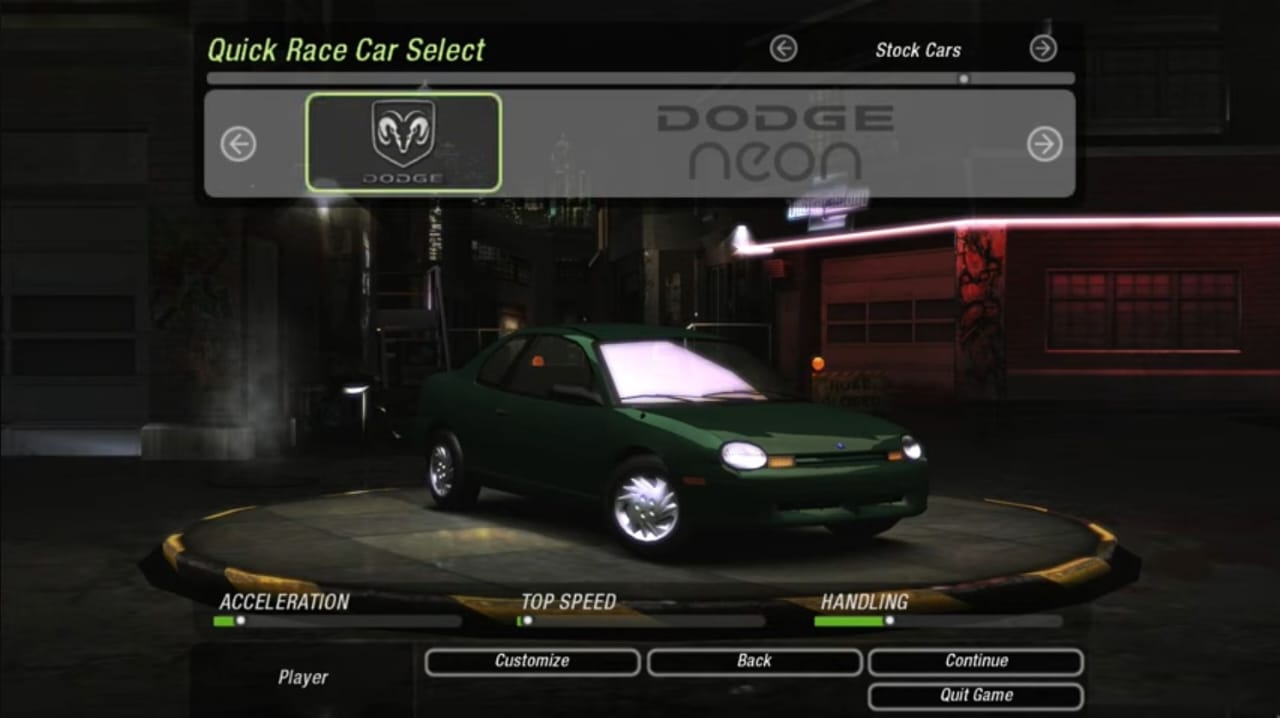 Quick Race Car Select
Stock Cars
DODGE
DODGE
neon
ACCELERATION
TOP SPEED
HANDLING
Player
Customize
Back
Continue
Quit Game